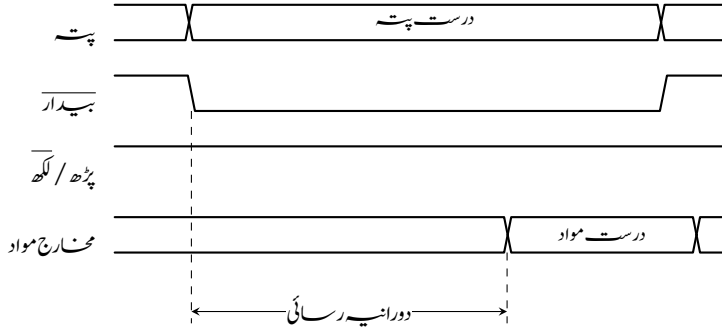 درست پتہ
پتہ
بیدار
پڑھ / لکھ
درست مواد
مخارج مواد
دورانیہ رسائی